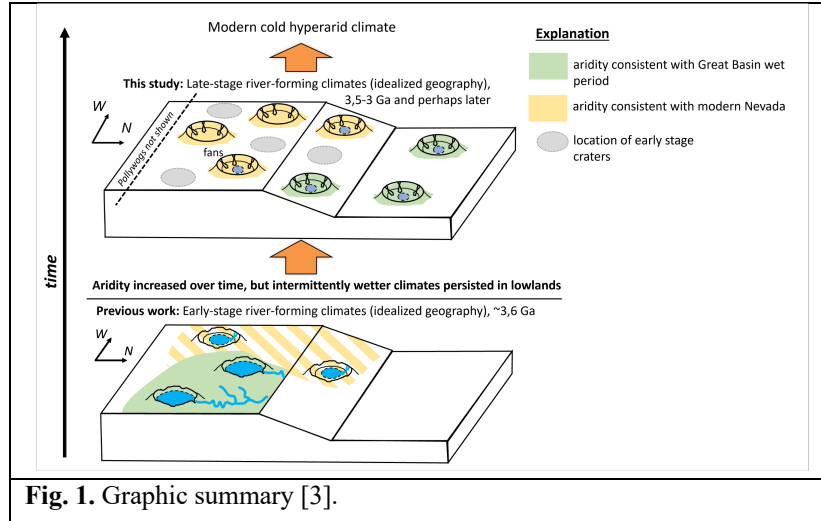 Modern cold hyperarid climate
Explanation
aridity consistent with Great Basin wet
period
aridity consistent with modern Nevada
location of early stage
craters
This study: Late-stage river-forming climates (idealized geography),
3,5-3 Ga and perhaps later
W
N
Pollywogs not shown
fans
time
Aridity increased over time, but intermittently wetter climates persisted in lowlands
Previous work: Early-stage river-forming climates (idealized geography), ~3,6 Ga
W
N
Fig. 1. Graphic summary [3].